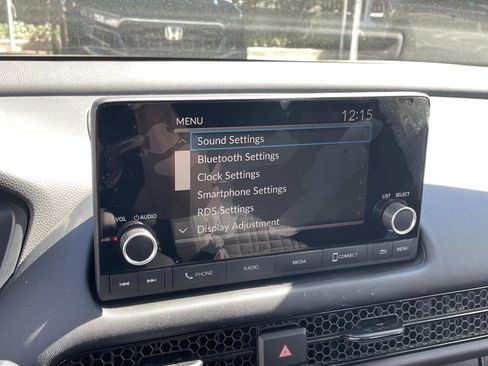 MENU
12:15
Sound Settings
Bluetooth Settings
Clock Settings
Smartphone Settings
RDS Settings
Display Adjustment
VOL
AUDIO
LIST
SELECT
PHONE
RADIO
MEDIA
CONNECT
MENU